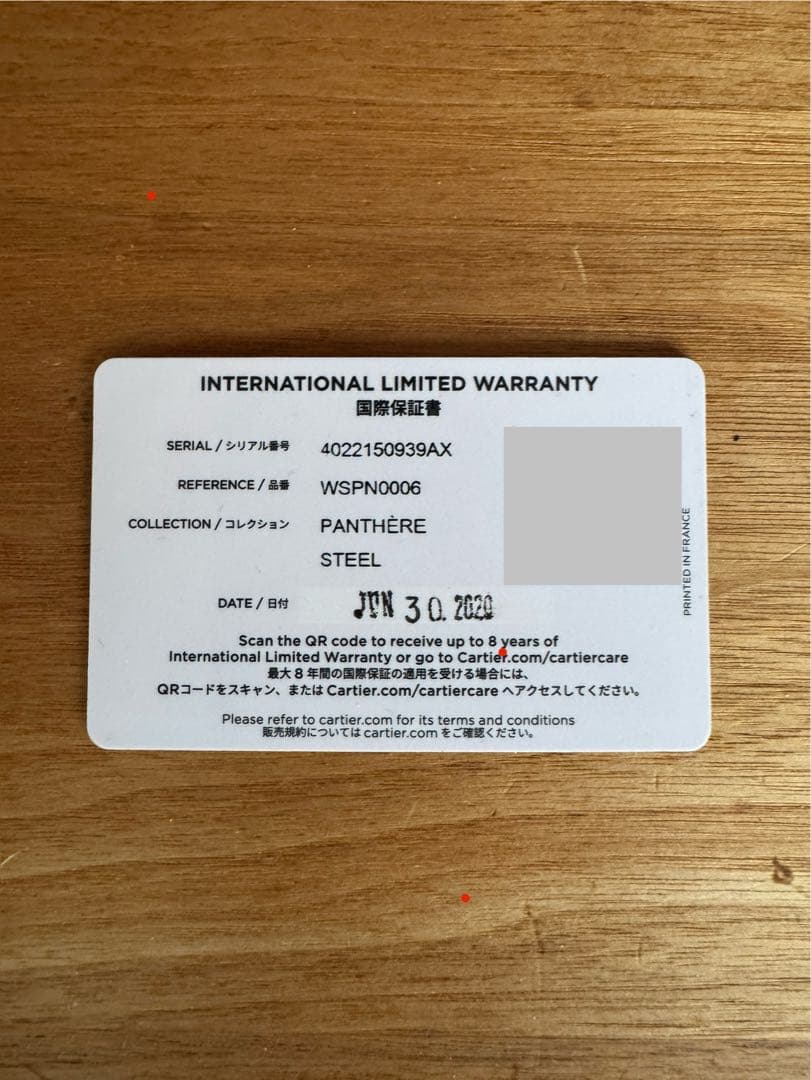 INTERNATIONAL LIMITED WARRANTY
国際保証書
SERIAL / シリアル番号 4022150939AX
REFERENCE / 品番 WSPN0006
COLLECTION / コレクション PANTHÈRE
STEEL
DATE / 日付 JUN 30. 2020
Scan the QR code to receive up to 8 years of
International Limited Warranty or go to Cartier.com/cartiercare
最大 8 年間の国際保証の適用を受ける場合には、
QRコードをスキャン、または Cartier.com/cartiercare へアクセスしてください。
Please refer to cartier.com for its terms and conditions
販売規約については cartier.com をご確認ください。
PRINTED IN FRANCE